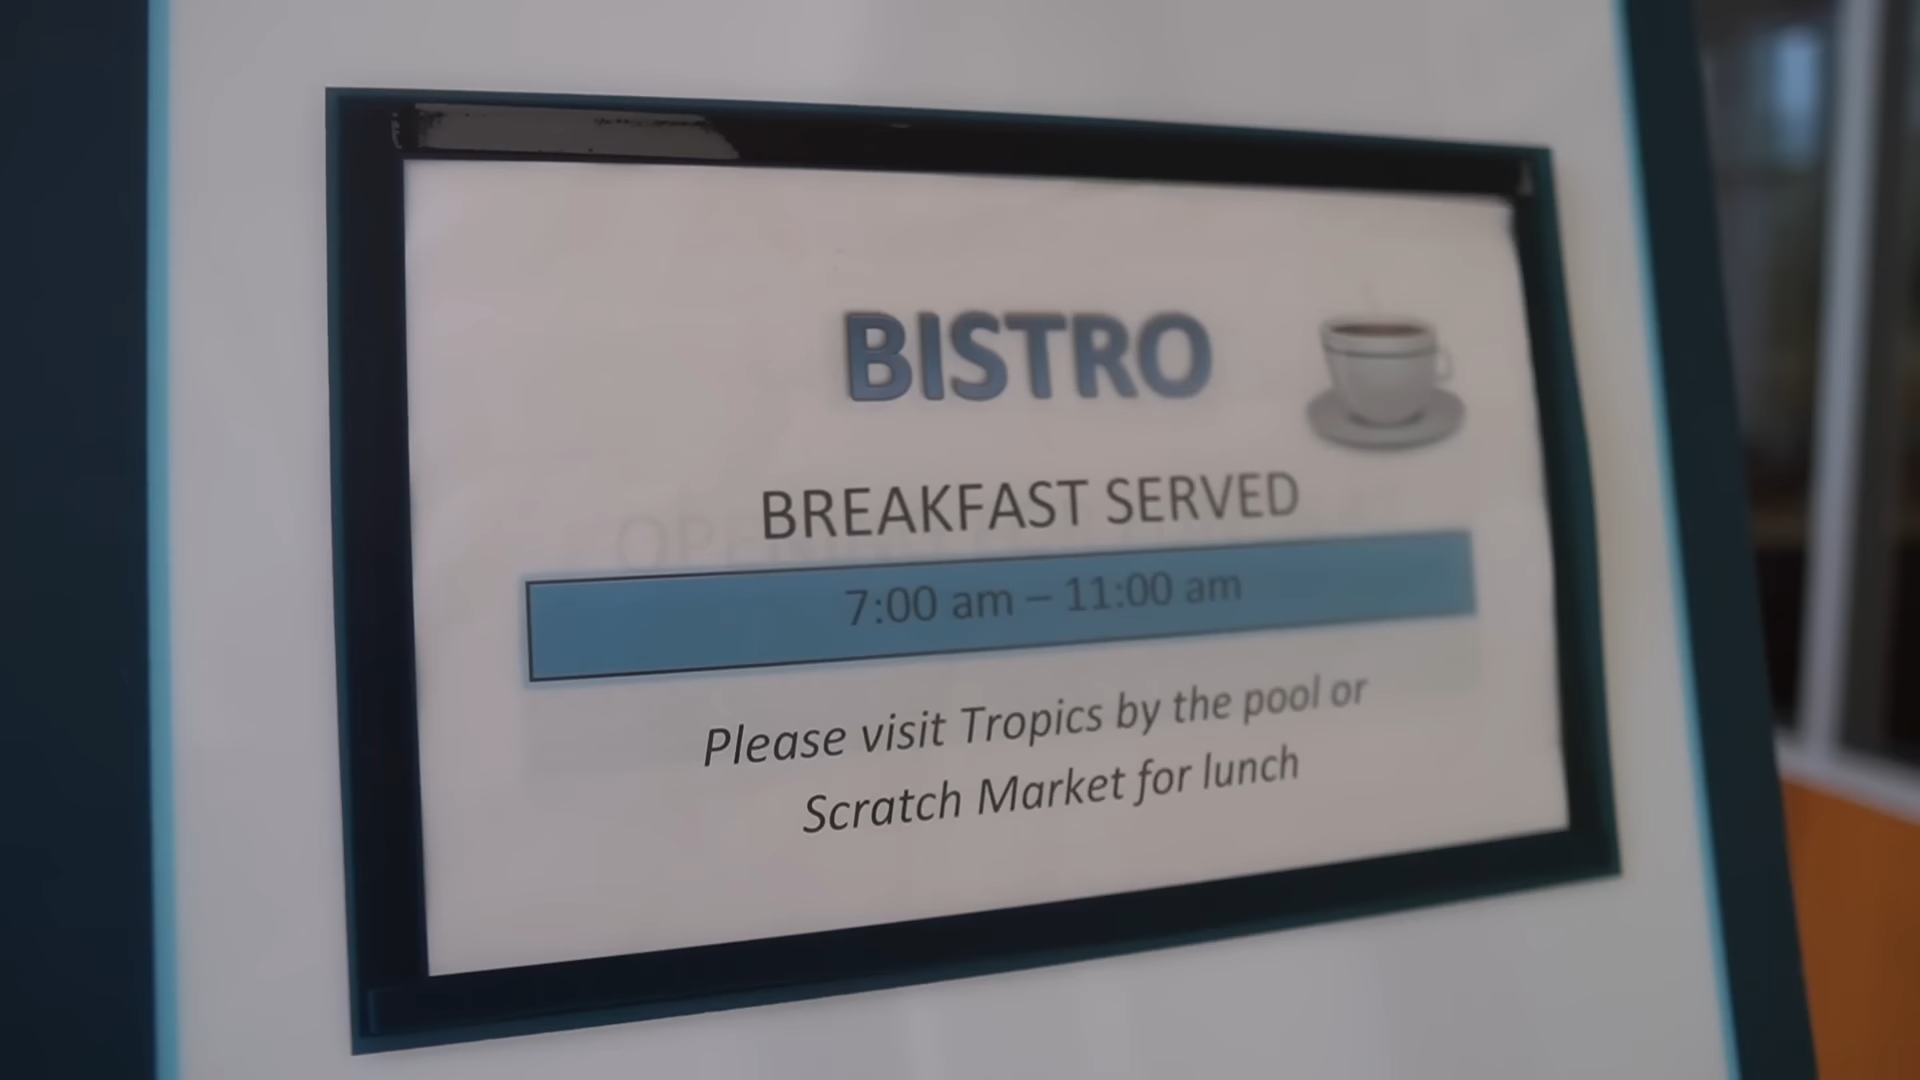 BISTRO
BREAKFAST SERVED
7:00 am – 11:00 am
Please visit Tropics by the pool or
Scratch Market for lunch